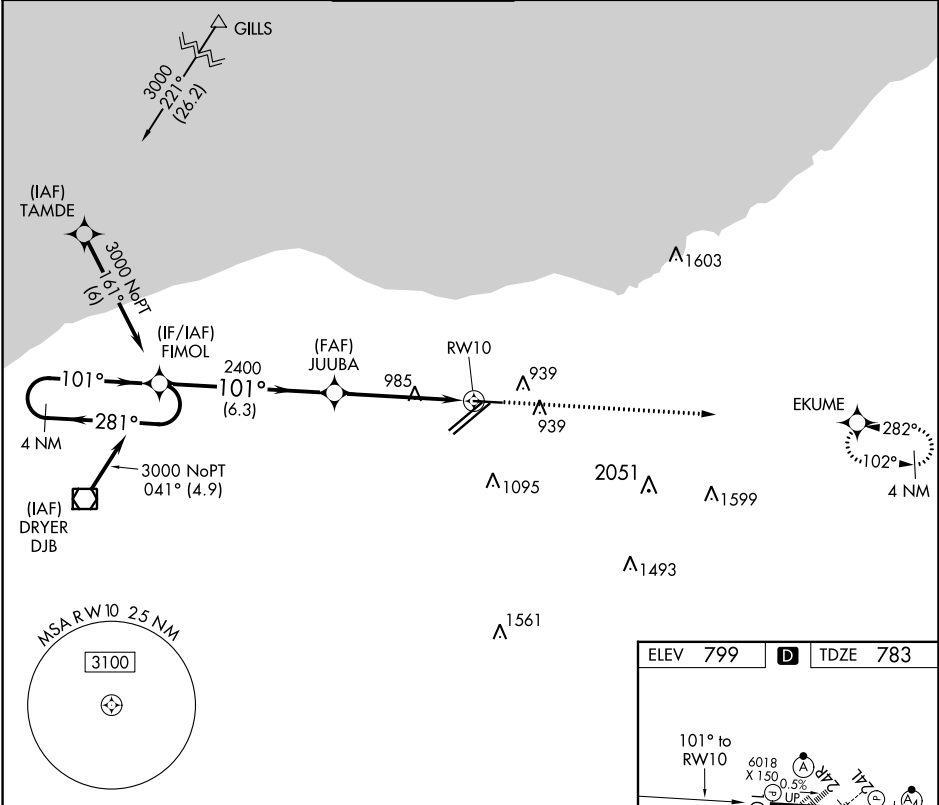 GILLS
3000
221°
(26.2)
(IAF)
TAMDE
3000 NoPT
161°
(6)
1603
(IF/IAF)
FIMOL
2400
101°
(6.3)
(FAF)
JUUBA
985
RW10
939
939
101°
281°
4 NM
3000 NoPT
041° (4.9)
(IAF)
DRYER
DJB
EKUME
282°
102°
4 NM
1095
2051
1599
1493
1561
MSA RW10 25 NM
3100
ELEV 799 D TDZE 783
101° to
RW10
6018
X 150
0.5%
UP
A
P
24R
24L
P